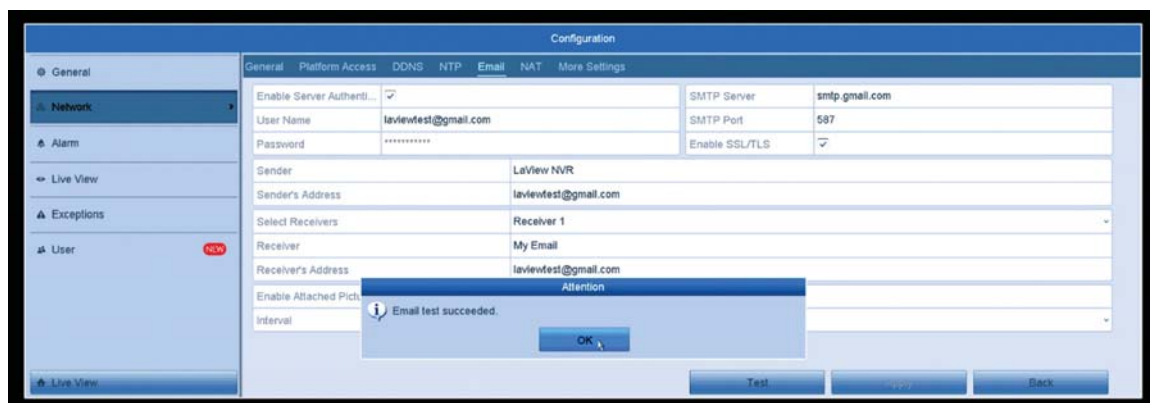 Configuration
General
Network
Alarm
Live View
Exceptions
User NEW
Live View
General Platform Access DDNS NTP Email NAT More Settings
Enable Server Authenti...
User Name laviewtest@gmail.com
Password ***********
SMTP Server smtp.gmail.com
SMTP Port 587
Enable SSL/TLS
Sender LaView NVR
Sender's Address laviewtest@gmail.com
Select Receivers Receiver 1
Receiver My Email
Receiver's Address laviewtest@gmail.com
Enable Attached Pictu
Interval
Attention
Email test succeeded.
OK
Test Apply Back